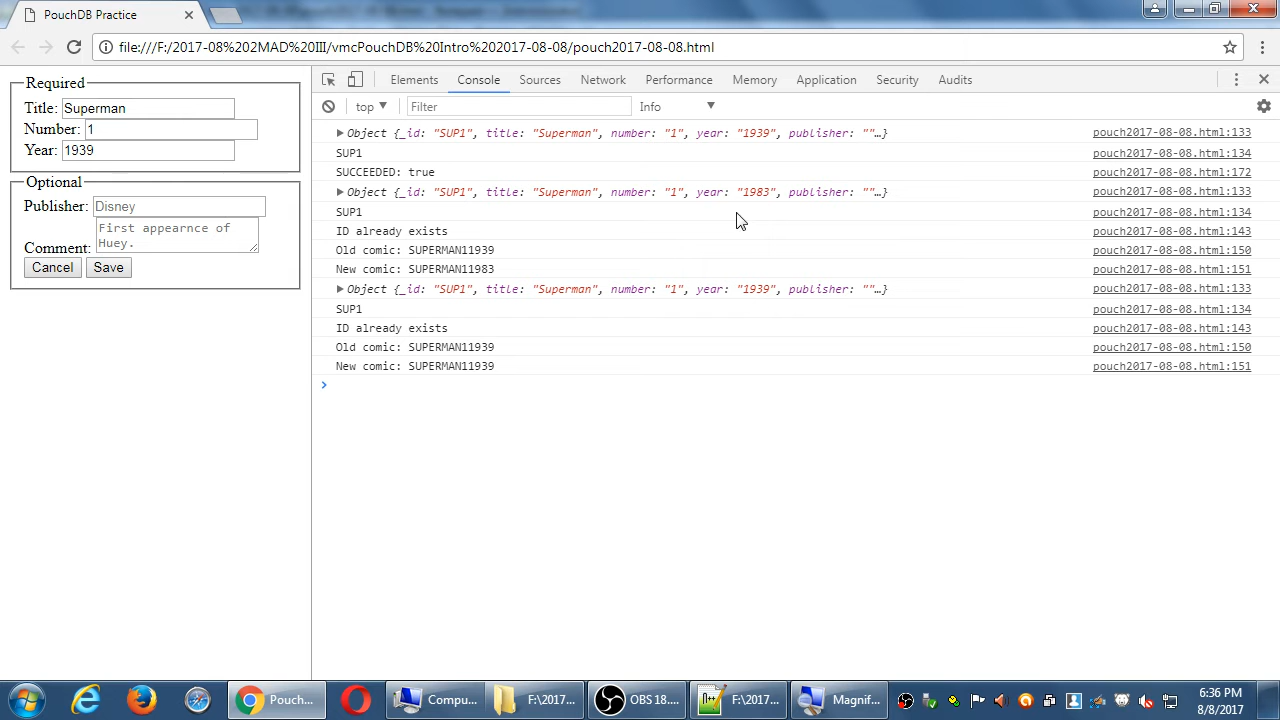 PouchDB Practice
file:///F:/2017-08%202MAD%20III/vmcPouchDB%20Intro%202017-08-08/pouch2017-08-08.html
Required
Title: Superman
Number: 1
Year: 1939
Optional
Publisher: Disney
Comment: First appearnce of
Huey.
Cancel Save
Elements Console Sources Network Performance Memory Application Security Audits
top Filter Info
Object {_id: "SUP1", title: "Superman", number: "1", year: "1939", publisher: ""…} pouch2017-08-08.html:133
SUP1 pouch2017-08-08.html:134
SUCCEEDED: true pouch2017-08-08.html:172
Object {_id: "SUP1", title: "Superman", number: "1", year: "1983", publisher: ""…} pouch2017-08-08.html:133
SUP1 pouch2017-08-08.html:134
ID already exists pouch2017-08-08.html:143
Old comic: SUPERMAN11939 pouch2017-08-08.html:150
New comic: SUPERMAN11983 pouch2017-08-08.html:151
Object {_id: "SUP1", title: "Superman", number: "1", year: "1939", publisher: ""…} pouch2017-08-08.html:133
SUP1 pouch2017-08-08.html:134
ID already exists pouch2017-08-08.html:143
Old comic: SUPERMAN11939 pouch2017-08-08.html:150
New comic: SUPERMAN11939 pouch2017-08-08.html:151
Pouch... Compu... F:\2017... OBS 18.... F:\2017... Magnif...
6:36 PM
8/8/2017